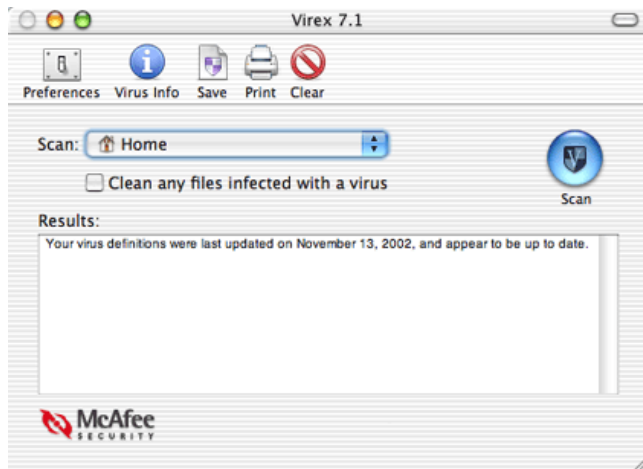 Virex 7.1
Preferences Virus Info Save Print Clear
Scan: Home
Clean any files infected with a virus
Scan
Results:
Your virus definitions were last updated on November 13, 2002, and appear to be up to date.
McAfee
SECURITY